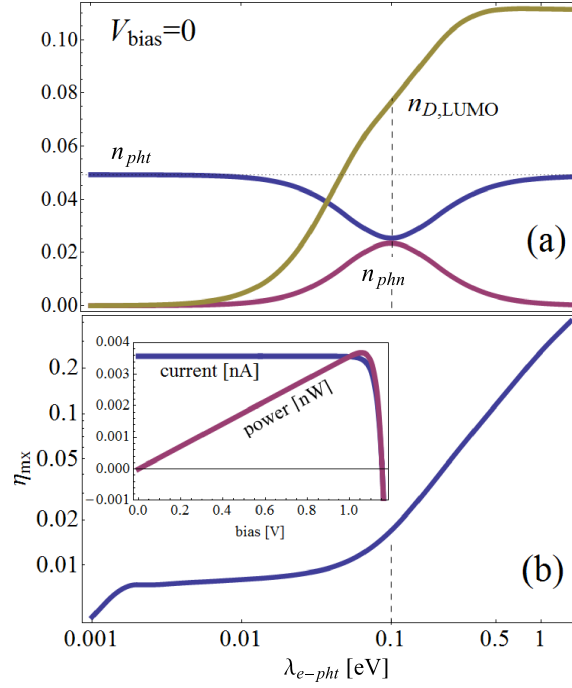 V_bias=0
0.10
0.08
0.06
0.04
0.02
0.00
n_pht
n_D,LUMO
n_phn
(a)
η_mx
0.2
0.1
0.05
0.02
0.01
0.004
0.003
0.002
0.001
0.000
−0.001
current [nA]
power [nW]
0.0 0.2 0.4 0.6 0.8 1.0
bias [V]
(b)
0.001 0.01 0.1 0.5 1
λ_e−pht [eV]